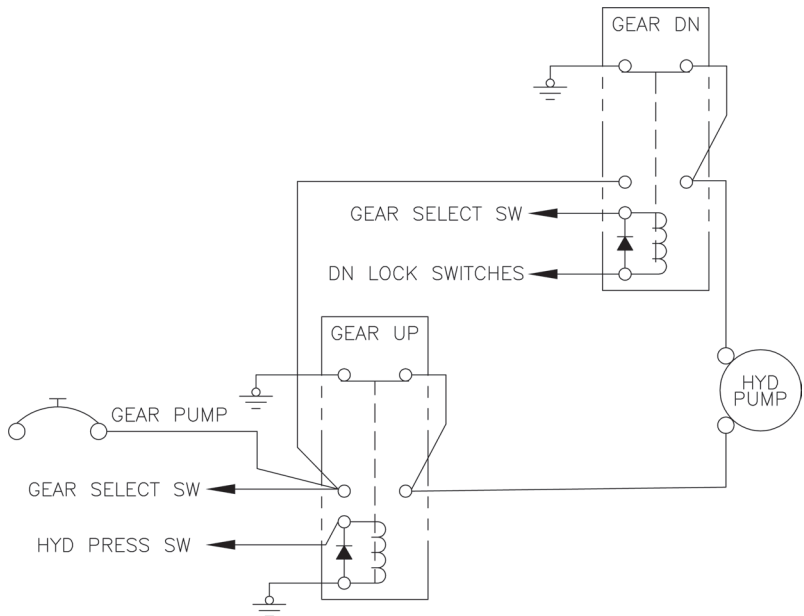 GEAR DN
GEAR SELECT SW
DN LOCK SWITCHES
GEAR UP
HYD
PUMP
GEAR PUMP
GEAR SELECT SW
HYD PRESS SW